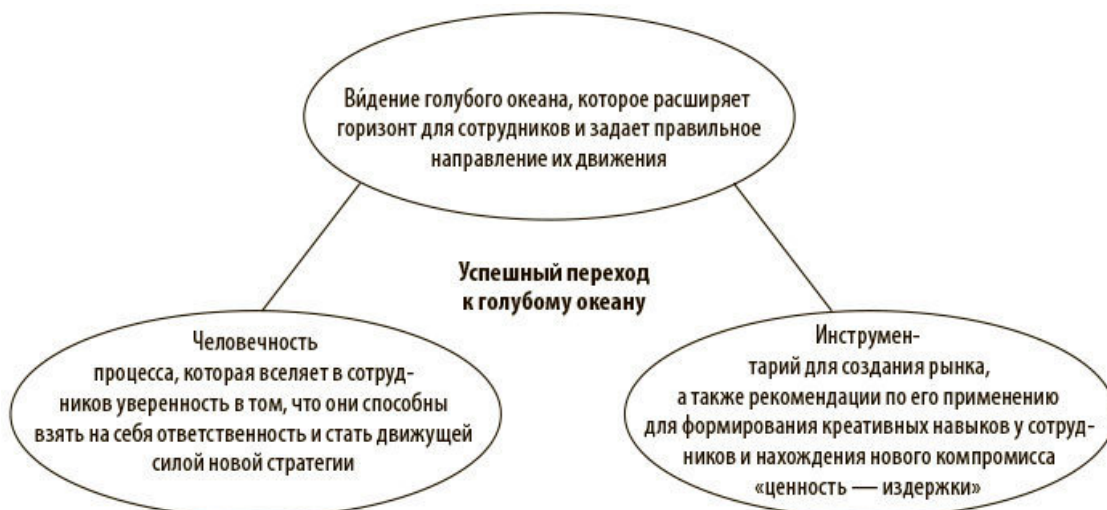 Ви́дение голубого океана, которое расширяет
горизонт для сотрудников и задает правильное
направление их движения
Успешный переход
к голубому океану
Человечность
процесса, которая вселяет в сотруд-
ников уверенность в том, что они способны
взять на себя ответственность и стать движущей
силой новой стратегии
Инструмен-
тарий для создания рынка,
а также рекомендации по его применению
для формирования креативных навыков у сотруд-
ников и нахождения нового компромисса
«ценность — издержки»